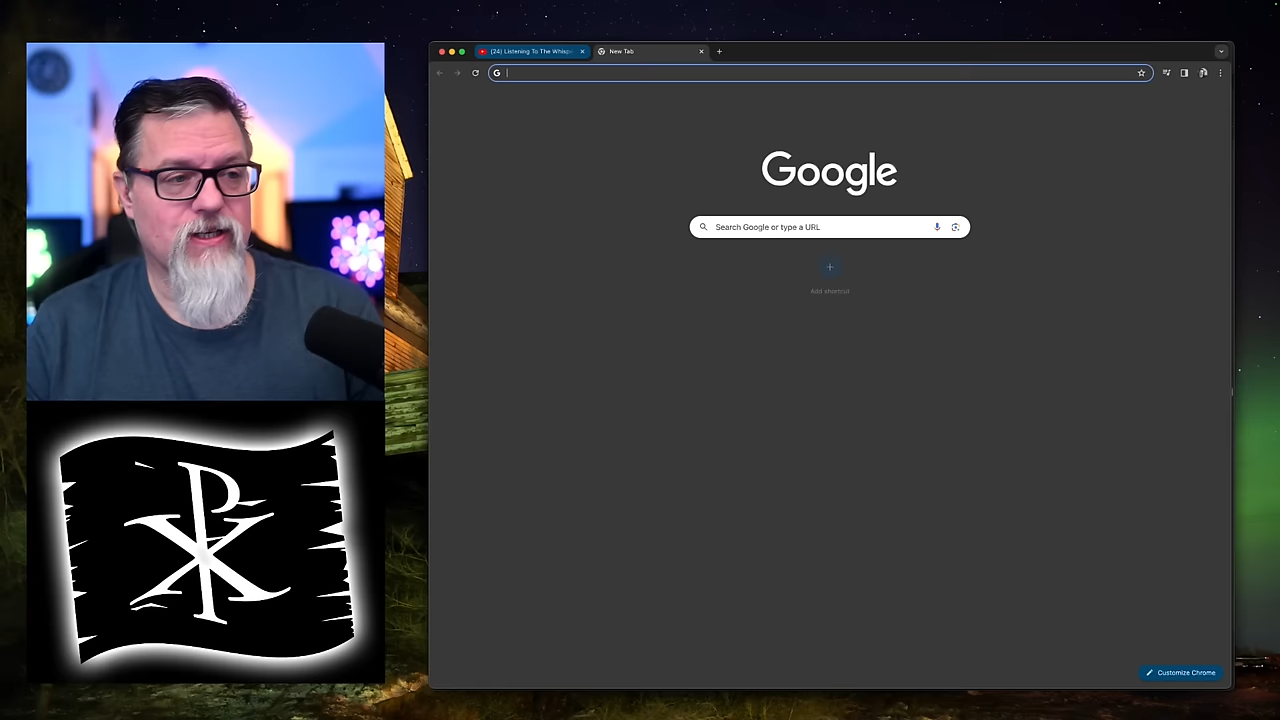 (24) Listening To The Whisp
New Tab
Google
Search Google or type a URL
Add shortcut
Customize Chrome